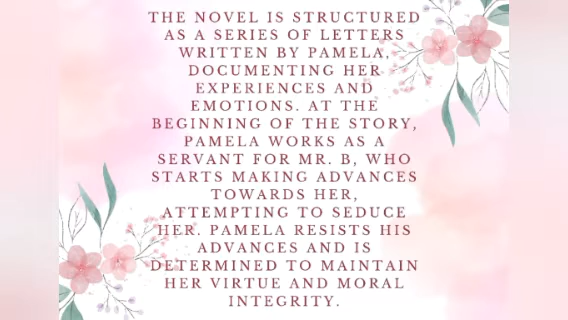 THE NOVEL IS STRUCTURED
AS A SERIES OF LETTERS
WRITTEN BY PAMELA,
DOCUMENTING HER
EXPERIENCES AND
EMOTIONS. AT THE
BEGINNING OF THE STORY,
PAMELA WORKS AS A
SERVANT FOR MR. B, WHO
STARTS MAKING ADVANCES
TOWARDS HER,
ATTEMPTING TO SEDUCE
HER. PAMELA RESISTS HIS
ADVANCES AND IS
DETERMINED TO MAINTAIN
HER VIRTUE AND MORAL
INTEGRITY.